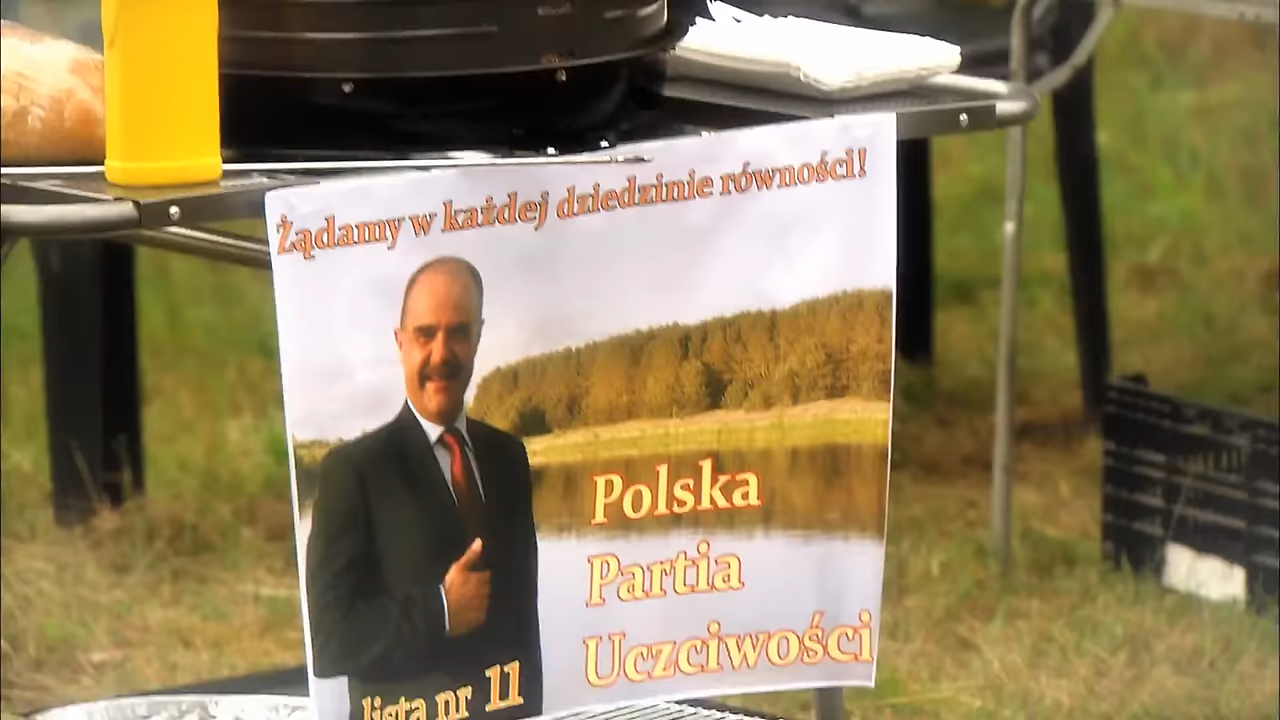 Żądamy w każdej dziedzinie równości!
Polska
Partia
Uczciwości
lista nr 11